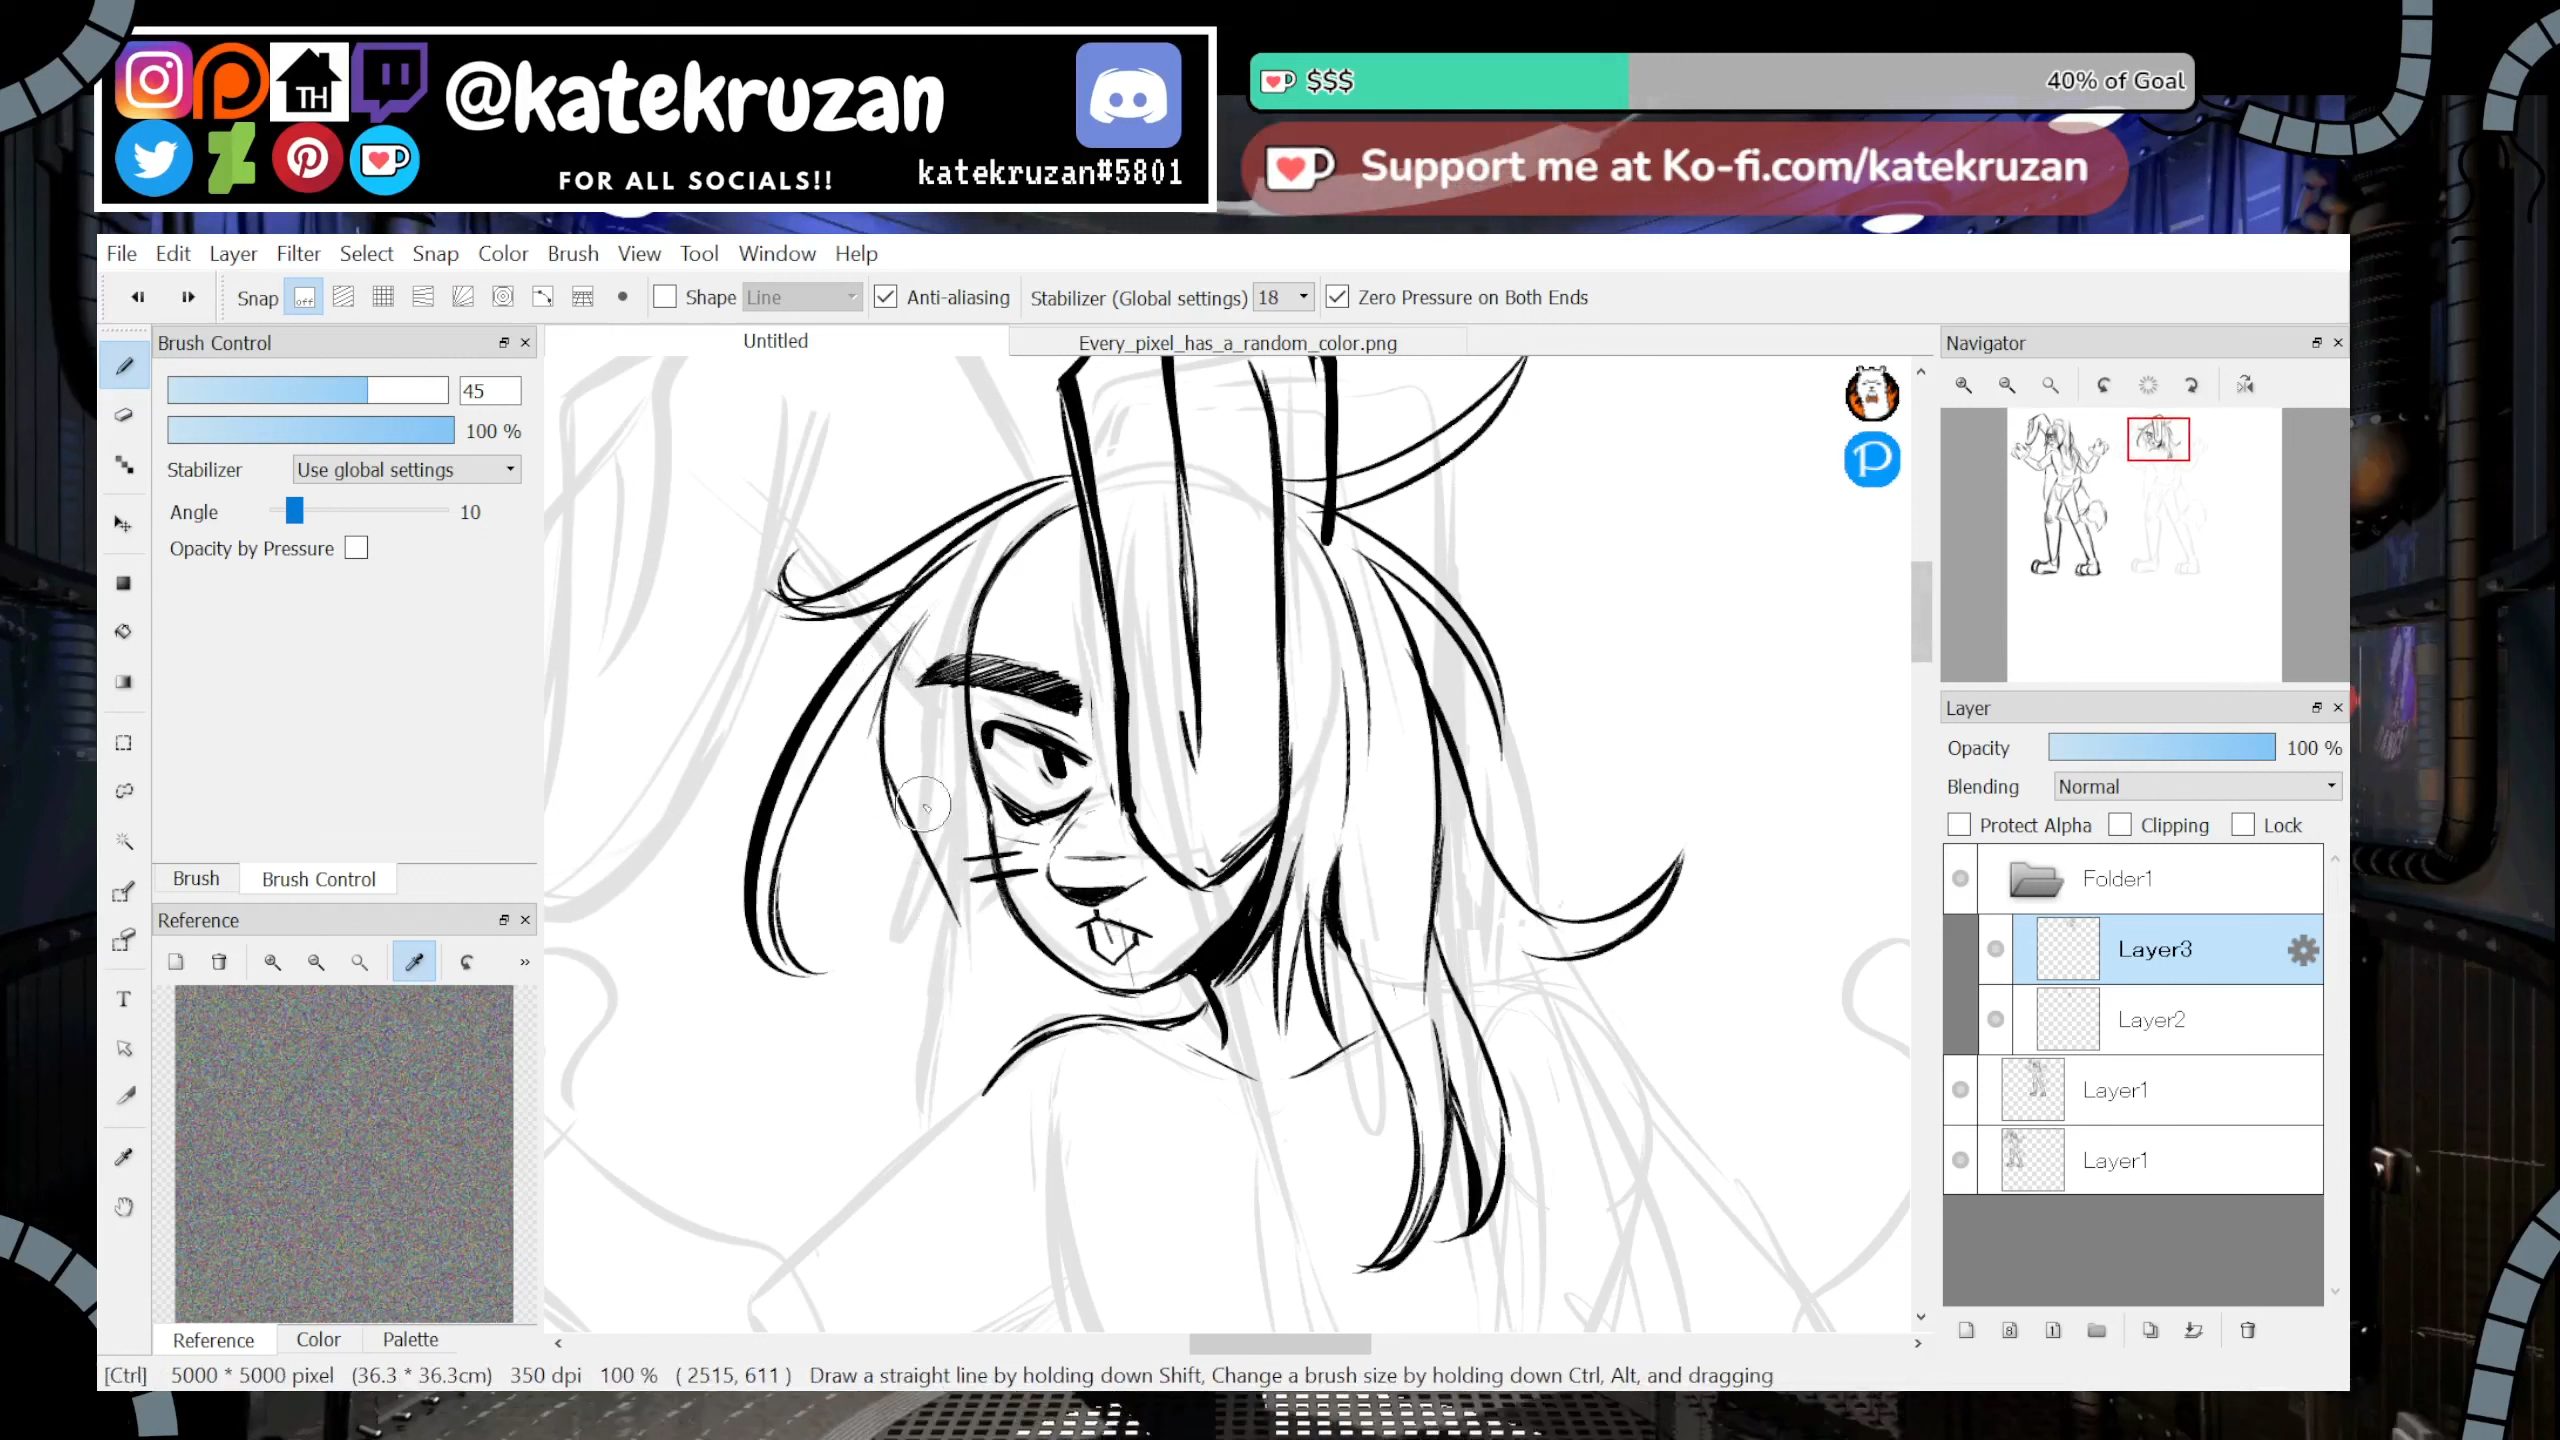 TH
@katekruzan
FOR ALL SOCIALS!!
katekruzan#5801
$$$
40% of Goal
Support me at Ko-fi.com/katekruzan
File Edit Layer Filter Select Snap Color Brush View Tool Window Help
Snap off Shape Line Anti-aliasing Stabilizer (Global settings) 18 Zero Pressure on Both Ends
Brush Control
Untitled
Every_pixel_has_a_random_color.png
Navigator
45
100 %
Stabilizer Use global settings
Angle 10
Opacity by Pressure
Layer
Opacity 100 %
Blending Normal
Protect Alpha Clipping Lock
Brush Brush Control
Folder1
Reference
Layer3
Layer2
Layer1
Layer1
Reference Color Palette
[Ctrl] 5000 * 5000 pixel (36.3 * 36.3cm) 350 dpi 100 % ( 2515, 611 ) Draw a straight line by holding down Shift, Change a brush size by holding down Ctrl, Alt, and dragging